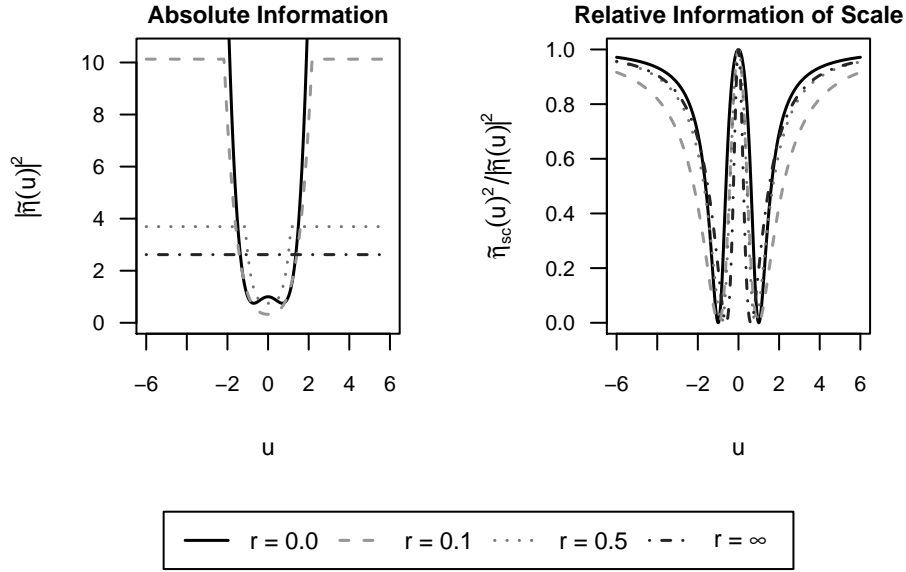 Absolute Information
Relative Information of Scale
|η̃(u)|²
10
8
6
4
2
0
−6
−2
0
2
4
6
u
η̃sc(u)²/|η̃(u)|²
1.0
0.8
0.6
0.4
0.2
0.0
−6
−2
0
2
4
6
u
r = 0.0
r = 0.1
r = 0.5
r = ∞